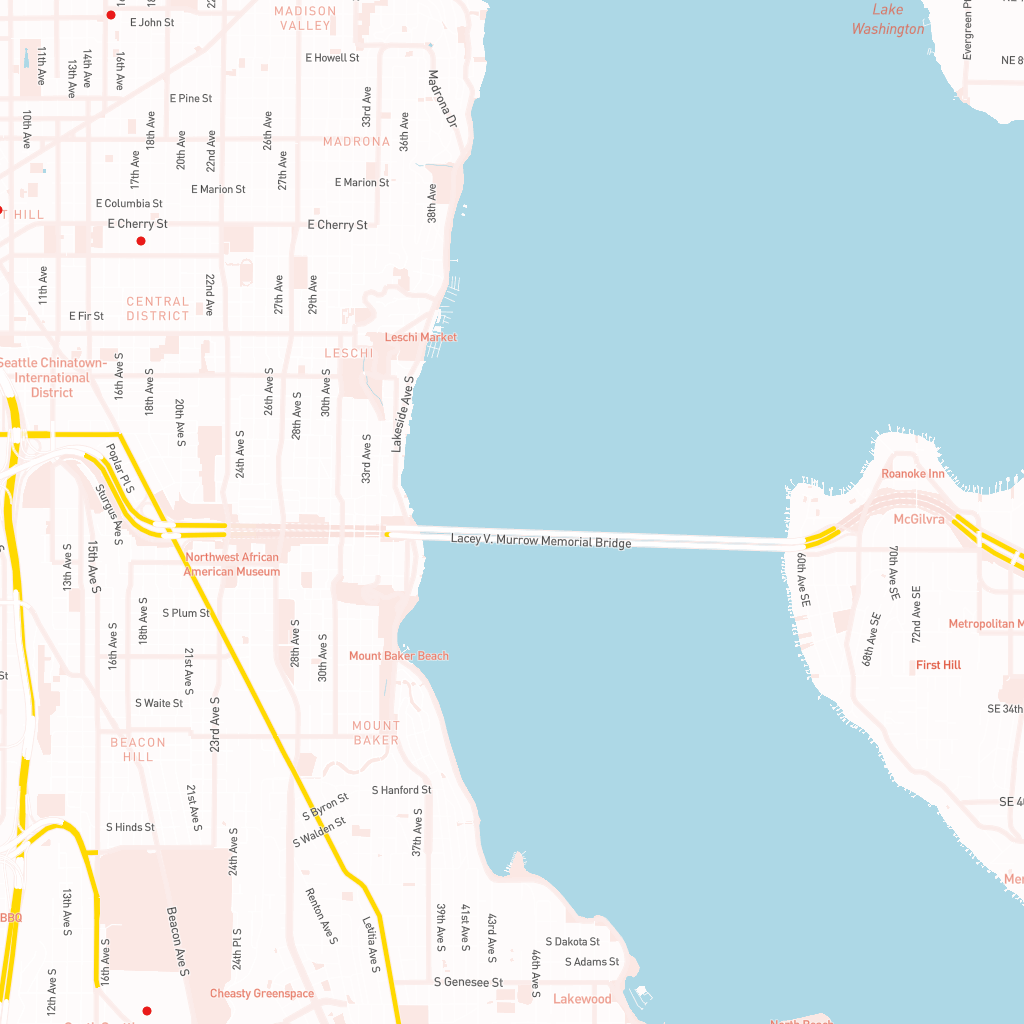 MADISON
VALLEY
E John St
Lake
Washington
Evergreen Pl
NE 8
11th Ave
13th Ave
14th Ave
16th Ave
E Howell St
Madrona Dr
E Pine St
33rd Ave
10th Ave
18th Ave
20th Ave
22nd Ave
26th Ave
36th Ave
MADRONA
17th Ave
27th Ave
E Marion St
E Marion St
E Columbia St
38th Ave
T HILL
E Cherry St
E Cherry St
11th Ave
22nd Ave
27th Ave
29th Ave
CENTRAL
DISTRICT
E Fir St
Leschi Market
LESCHI
Seattle Chinatown-
International
District
16th Ave S
18th Ave S
20th Ave S
26th Ave S
28th Ave S
30th Ave S
Lakeside Ave S
24th Ave S
33rd Ave S
Poplar Pl S
Sturgus Ave S
Roanoke Inn
McGilvra
Lacey V. Murrow Memorial Bridge
Northwest African
American Museum
13th Ave S
15th Ave S
60th Ave SE
70th Ave SE
72nd Ave SE
68th Ave SE
18th Ave S
S Plum St
16th Ave S
28th Ave S
30th Ave S
Metropolitan M
21st Ave S
Mount Baker Beach
First Hill
St
S Waite St
23rd Ave S
SE 34th
MOUNT
BAKER
BEACON
HILL
S Hanford St
21st Ave S
S Byron St
SE 40
S Hinds St
S Walden St
37th Ave S
24th Ave S
Mer
13th Ave S
BBQ
Beacon Ave S
Renton Ave S
Letitia Ave S
39th Ave S
41st Ave S
43rd Ave S
S Dakota St
24th Pl S
16th Ave S
46th Ave S
S Adams St
S Genesee St
12th Ave S
Cheasty Greenspace
Lakewood